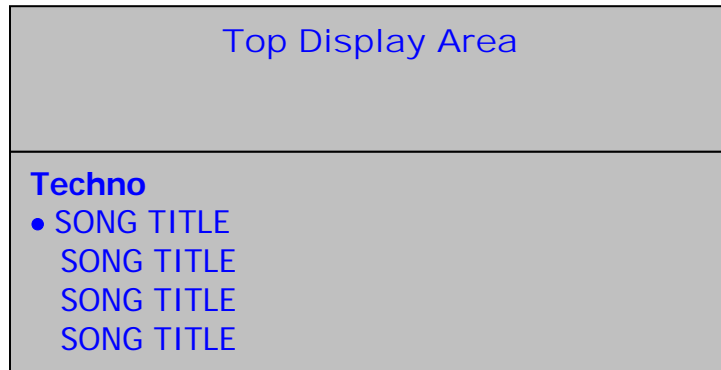 Top Display Area
Techno
• SONG TITLE
SONG TITLE
SONG TITLE
SONG TITLE